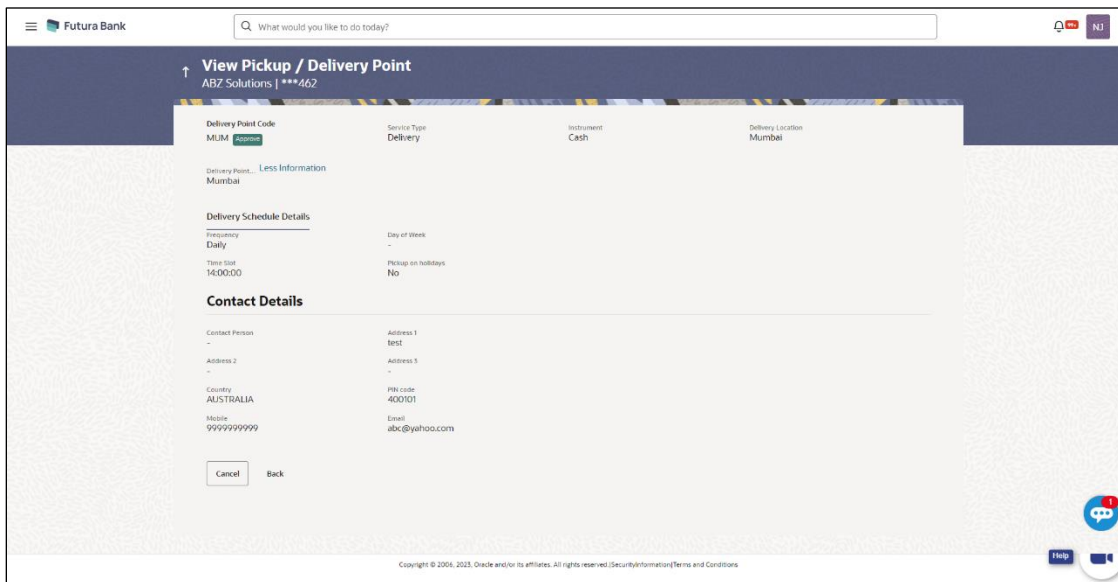 Futura Bank
What would you like to do today?
99+
NJ
View Pickup / Delivery Point
ABZ Solutions | ***462
Delivery Point Code
MUM Approve
Service Type
Delivery
Instrument
Cash
Delivery Location
Mumbai
Delivery Point... Less Information
Mumbai
Delivery Schedule Details
Frequency
Daily
Day of Week
-
Time Slot
14:00:00
Pickup on holidays
No
Contact Details
Contact Person
-
Address 1
test
Address 2
-
Address 3
-
Country
AUSTRALIA
PIN code
400101
Mobile
9999999999
Email
abc@yahoo.com
Cancel
Back
1
Help
Copyright © 2006, 2023, Oracle and/or its affiliates. All rights reserved.|SecurityInformation|Terms and Conditions